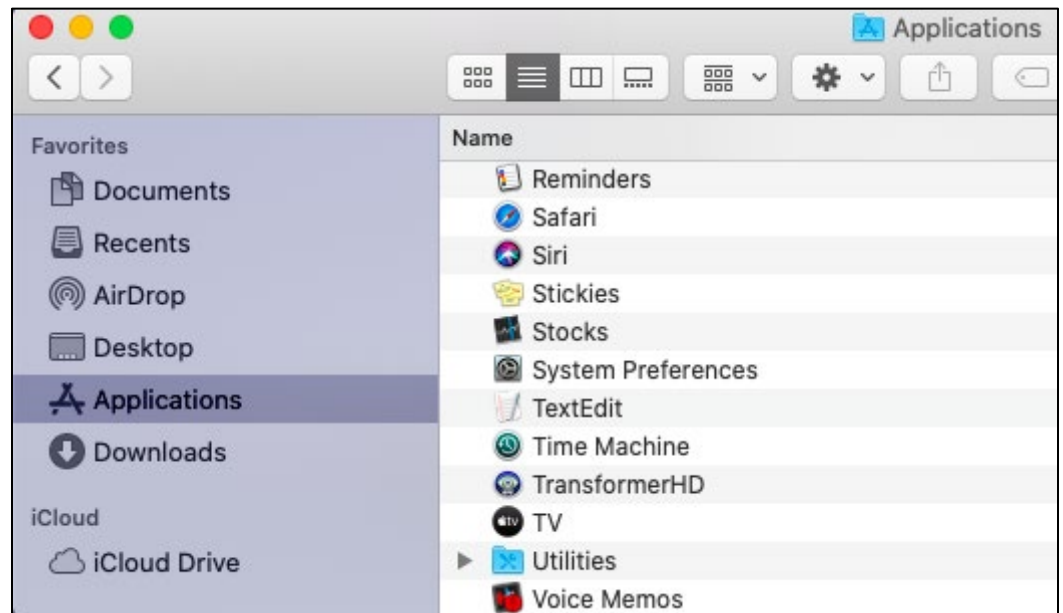 Applications
Favorites
Documents
Recents
AirDrop
Desktop
Applications
Downloads
iCloud
iCloud Drive
Name
Reminders
Safari
Siri
Stickies
Stocks
System Preferences
TextEdit
Time Machine
TransformerHD
TV
Utilities
Voice Memos